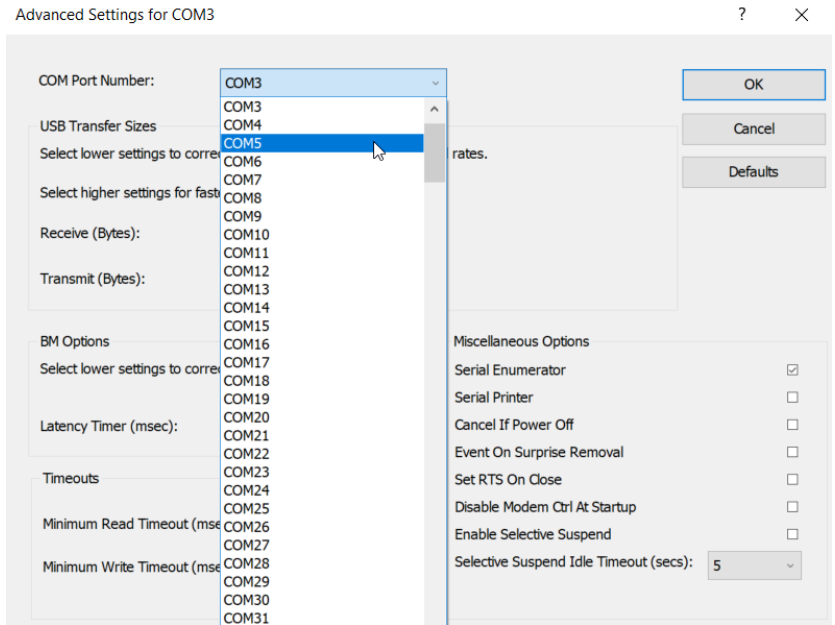 Advanced Settings for COM3
?
COM Port Number:
COM3
OK
Cancel
Defaults
USB Transfer Sizes
Select lower settings to corre
rates.
Select higher settings for fast
Receive (Bytes):
Transmit (Bytes):
COM3
COM4
COM5
COM6
COM7
COM8
COM9
COM10
COM11
COM12
COM13
COM14
COM15
COM16
COM17
COM18
COM19
COM20
COM21
COM22
COM23
COM24
COM25
COM26
COM27
COM28
COM29
COM30
COM31
BM Options
Select lower settings to corre
Latency Timer (msec):
Timeouts
Minimum Read Timeout (mse
Minimum Write Timeout (mse
Miscellaneous Options
Serial Enumerator
Serial Printer
Cancel If Power Off
Event On Surprise Removal
Set RTS On Close
Disable Modem Ctrl At Startup
Enable Selective Suspend
Selective Suspend Idle Timeout (secs):
5